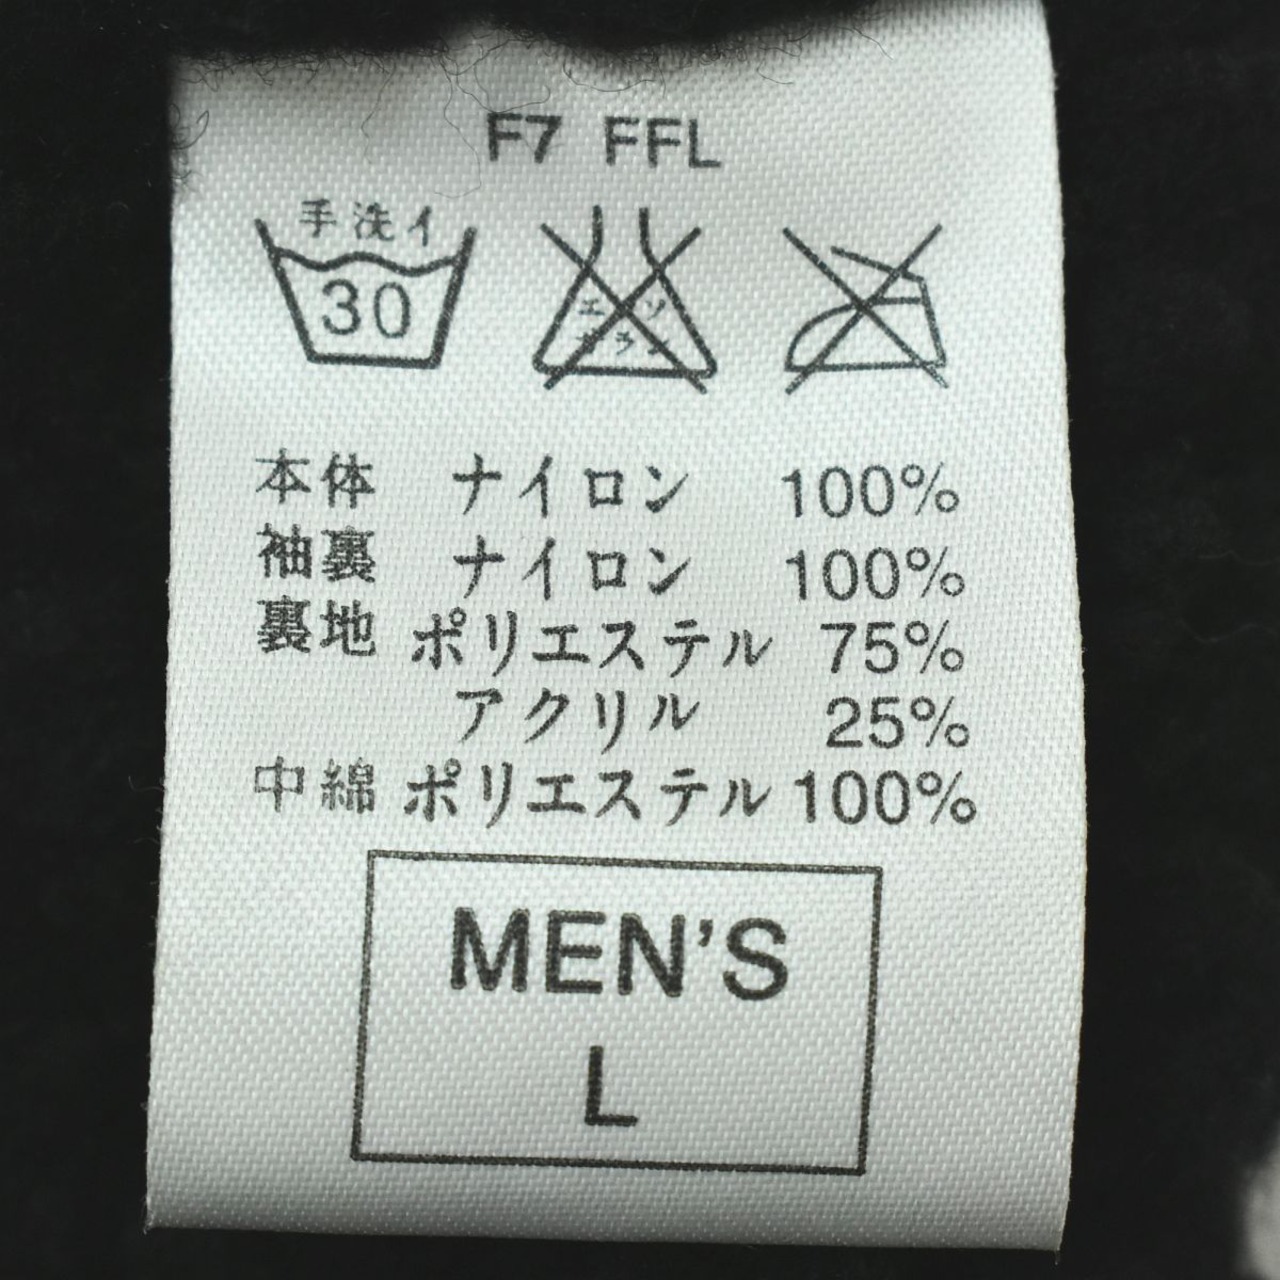 F7 FFL
手洗イ
30
エンソ
サラシ
本体 ナイロン 100%
袖裏 ナイロン 100%
裏地 ポリエステル 75%
アクリル 25%
中綿 ポリエステル 100%
MEN'S
L